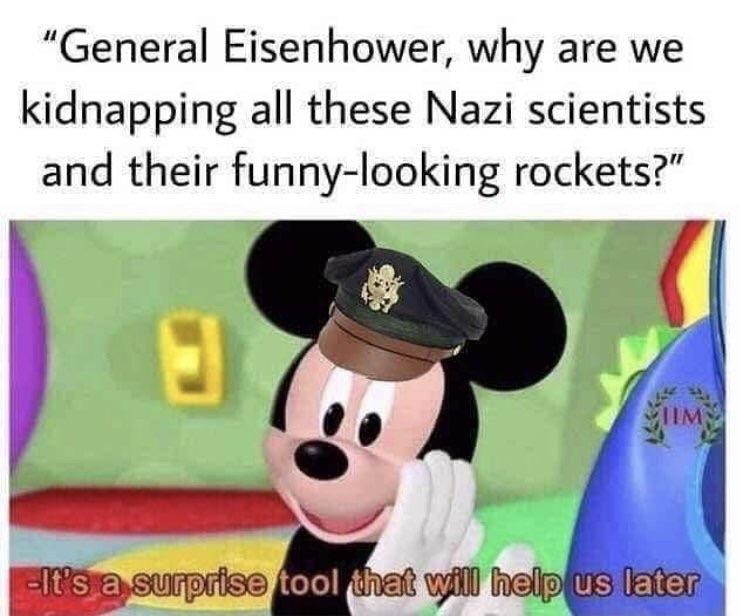 “General Eisenhower, why are we
kidnapping all these Nazi scientists
and their funny-looking rockets?”
IIM
-It's a surprise tool that will help us later